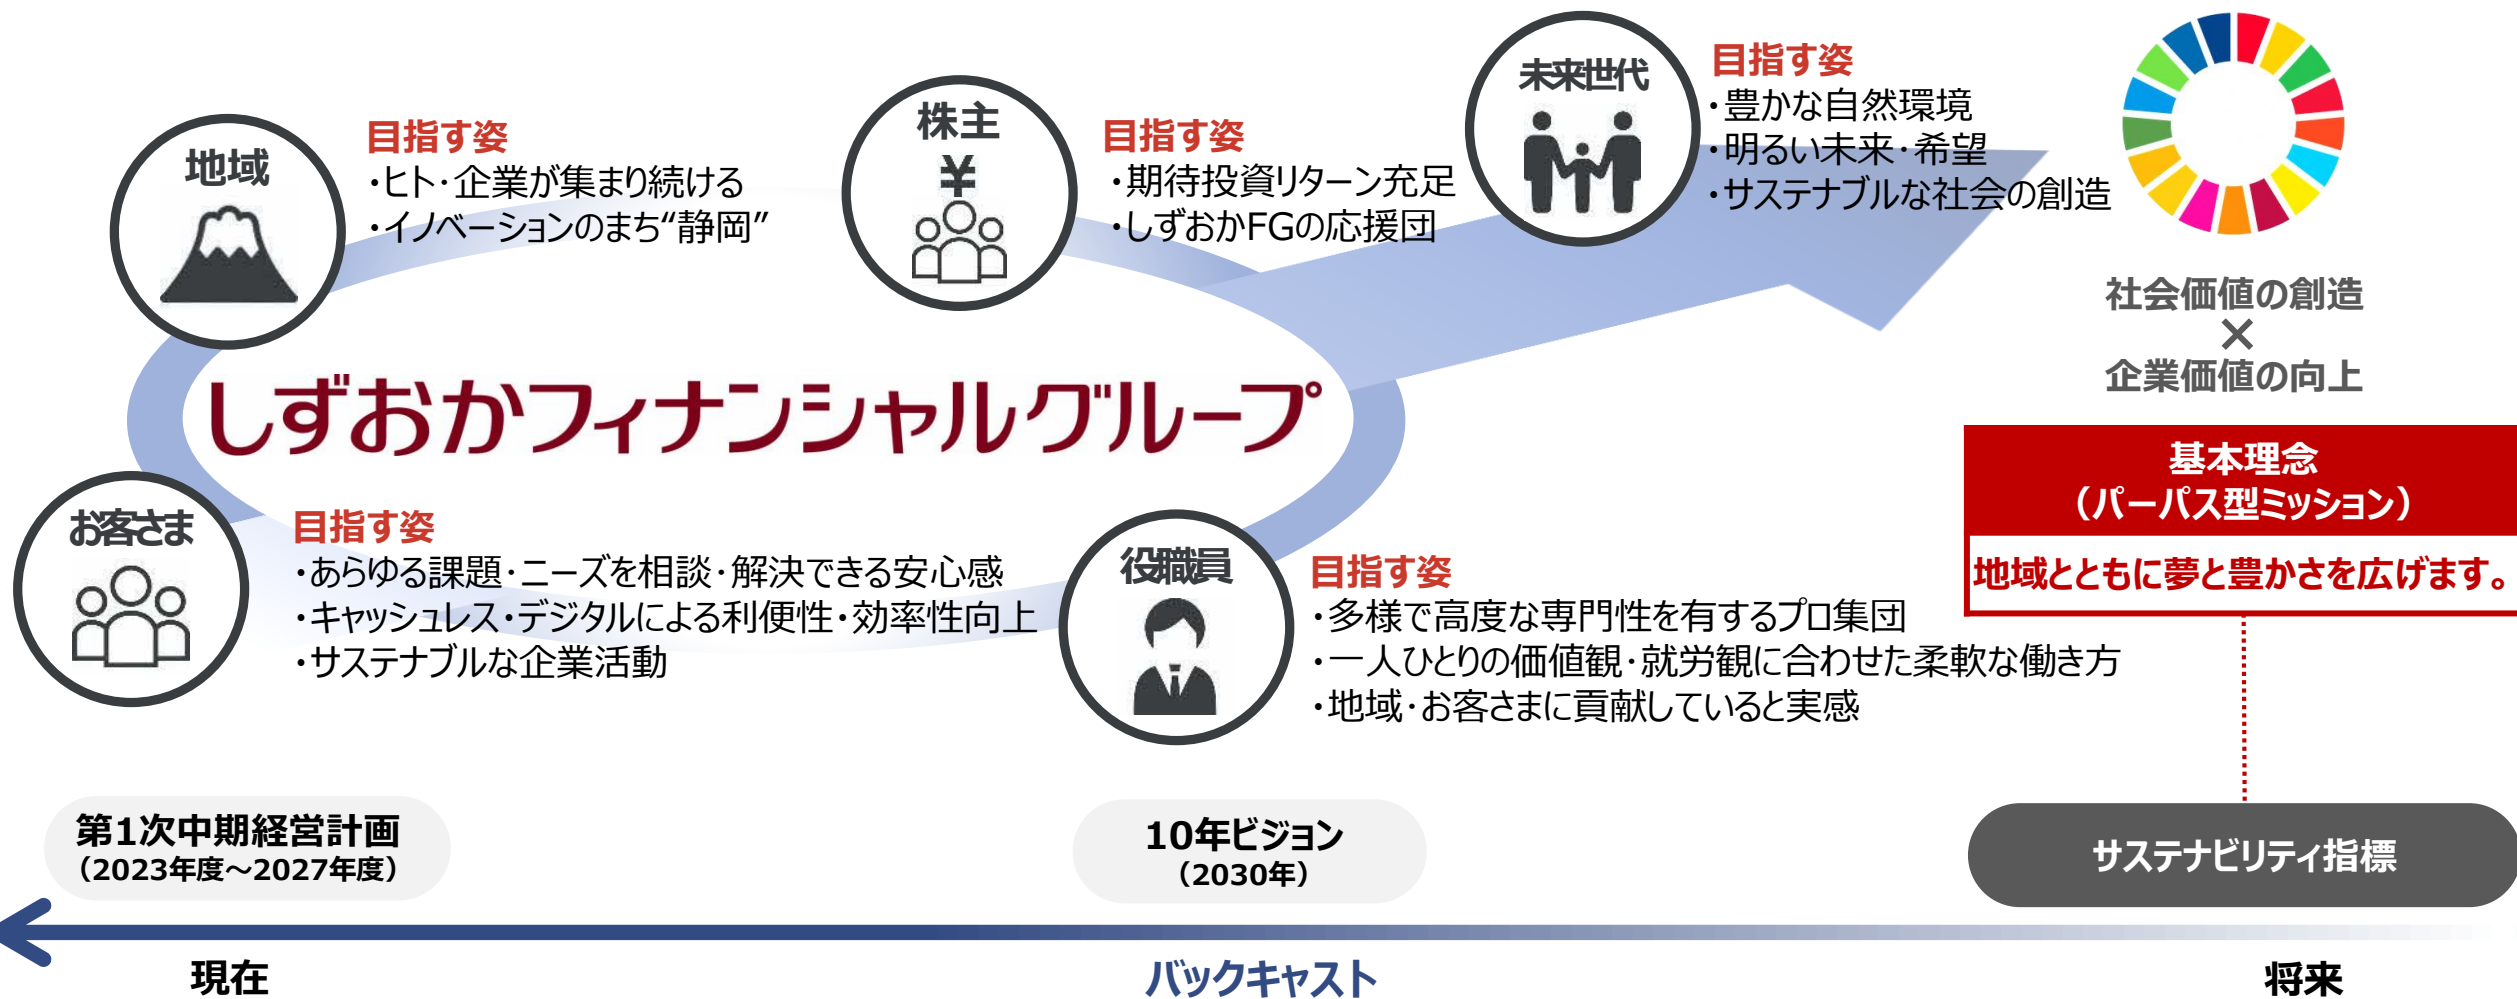 地域
目指す姿
・ヒト・企業が集まり続ける
・イノベーションのまち“静岡”
株主
¥
目指す姿
・期待投資リターン充足
・しずおかFGの応援団
未来世代
目指す姿
・豊かな自然環境
・明るい未来・希望
・サステナブルな社会の創造
社会価値の創造
×
企業価値の向上
しずおかフィナンシャルグループ
基本理念
（パーパス型ミッション）
地域とともに夢と豊かさを広げます。
お客さま
目指す姿
・あらゆる課題・ニーズを相談・解決できる安心感
・キャッシュレス・デジタルによる利便性・効率性向上
・サステナブルな企業活動
役職員
目指す姿
・多様で高度な専門性を有するプロ集団
・一人ひとりの価値観・就労観に合わせた柔軟な働き方
・地域・お客さまに貢献していると実感
第1次中期経営計画
（2023年度～2027年度）
10年ビジョン
（2030年）
サステナビリティ指標
現在
バックキャスト
将来